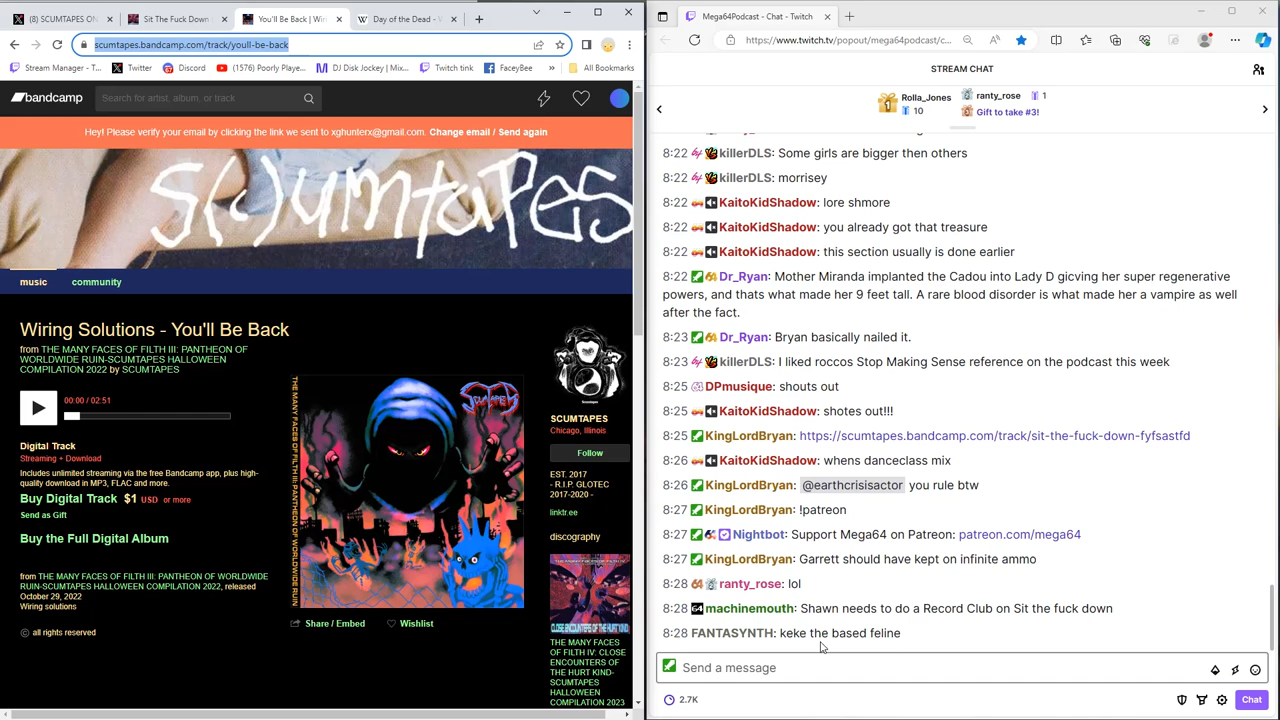 (8) SCUMTAPES ON
Sit The Fuck Down
You'll Be Back | Wiri
Day of the Dead - W
scumtapes.bandcamp.com/track/youll-be-back
Stream Manager - T...
Twitter
Discord
(1576) Poorly Playe...
DJ Disk Jockey | Mix...
Twitch tink
FaceyBee
»
All Bookmarks
bandcamp
Search for artist, album, or track
Hey! Please verify your email by clicking the link we sent to xghunterx@gmail.com. Change email / Send again
Scumtapes
music
community
Wiring Solutions - You'll Be Back
from THE MANY FACES OF FILTH III: PANTHEON OF
WORLDWIDE RUIN-SCUMTAPES HALLOWEEN
COMPILATION 2022 by SCUMTAPES
00:00 / 02:51
Digital Track
Streaming + Download
Includes unlimited streaming via the free Bandcamp app, plus high-
quality download in MP3, FLAC and more.
Buy Digital Track $1 USD or more
Send as Gift
Buy the Full Digital Album
from THE MANY FACES OF FILTH III: PANTHEON OF WORLDWIDE
RUIN-SCUMTAPES HALLOWEEN COMPILATION 2022, released
October 29, 2022
Wiring solutions
© all rights reserved
THE MANY FACES OF FILTH III: PANTHEON OF WORLDWIDE RUIN
SCUMTAPES
Share / Embed
Wishlist
Scumtapes
SCUMTAPES
Chicago, Illinois
Follow
EST. 2017
- R.I.P. GLOTEC
2017-2020 -
linktr.ee
discography
THE MANY FACES
OF FILTH IV: CLOSE
ENCOUNTERS OF
THE HURT KIND-
SCUMTAPES
HALLOWEEN
COMPILATION 2023
Mega64Podcast - Chat - Twitch
https://www.twitch.tv/popout/mega64podcast/c...
STREAM CHAT
1
Rolla_Jones
10
ranty_rose
1
Gift to take #3!
8:22 killerDLS: Some girls are bigger then others
8:22 killerDLS: morrisey
8:22 KaitoKidShadow: lore shmore
8:22 KaitoKidShadow: you already got that treasure
8:22 KaitoKidShadow: this section usually is done earlier
8:22 Dr_Ryan: Mother Miranda implanted the Cadou into Lady D gicving her super regenerative
powers, and thats what made her 9 feet tall. A rare blood disorder is what made her a vampire as well
after the fact.
8:23 Dr_Ryan: Bryan basically nailed it.
8:23 killerDLS: I liked roccos Stop Making Sense reference on the podcast this week
8:25 DPmusique: shouts out
8:25 KaitoKidShadow: shotes out!!!
8:25 KingLordBryan: https://scumtapes.bandcamp.com/track/sit-the-fuck-down-fyfsastfd
8:26 KaitoKidShadow: whens danceclass mix
8:26 KingLordBryan: @earthcrisisactor you rule btw
8:27 KingLordBryan: !patreon
8:27 Nightbot: Support Mega64 on Patreon: patreon.com/mega64
8:27 KingLordBryan: Garrett should have kept on infinite ammo
8:28 ranty_rose: lol
8:28 64 machinemouth: Shawn needs to do a Record Club on Sit the fuck down
8:28 FANTASYNTH: keke the based feline
Send a message
2.7K
Chat